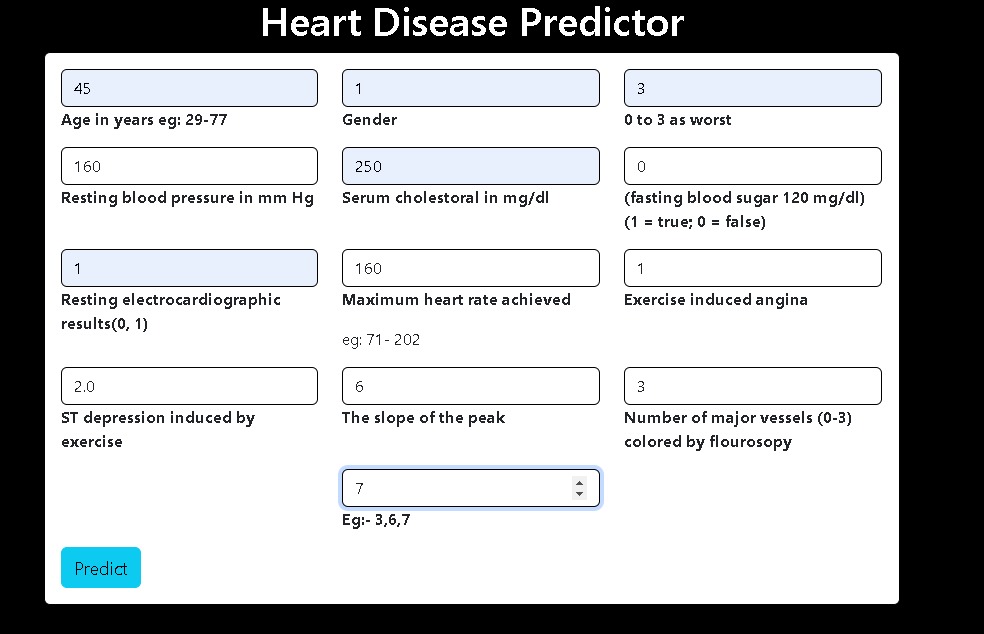 Heart Disease Predictor
45
1
3
Age in years eg: 29-77
Gender
0 to 3 as worst
160
250
0
Resting blood pressure in mm Hg
Serum cholestoral in mg/dl
(fasting blood sugar 120 mg/dl)
(1 = true; 0 = false)
1
160
1
Resting electrocardiographic
results(0, 1)
Maximum heart rate achieved
eg: 71- 202
Exercise induced angina
2.0
6
3
ST depression induced by
exercise
The slope of the peak
Number of major vessels (0-3)
colored by flourosopy
7
Eg:- 3,6,7
Predict